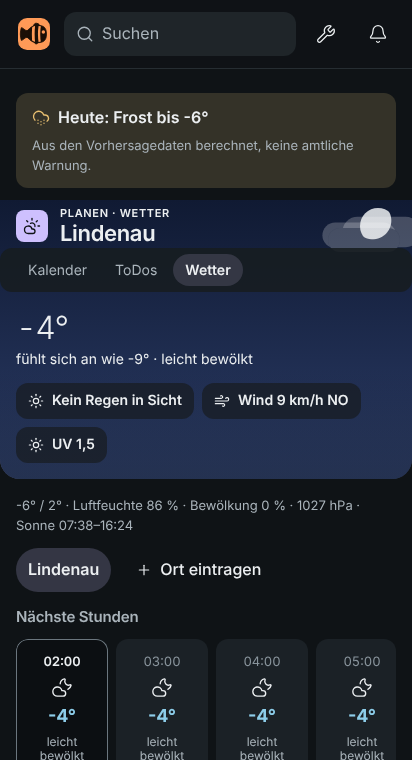 Suchen
Heute: Frost bis -6°
Aus den Vorhersagedaten berechnet, keine amtliche
Warnung.
PLANEN · WETTER
Lindenau
Kalender
ToDos
Wetter
-4°
fühlt sich an wie -9° · leicht bewölkt
Kein Regen in Sicht
Wind 9 km/h NO
UV 1,5
-6° / 2° · Luftfeuchte 86 % · Bewölkung 0 % · 1027 hPa ·
Sonne 07:38–16:24
Lindenau
+ Ort eintragen
Nächste Stunden
02:00
03:00
04:00
05:00
-4°
-4°
-4°
-4°
leicht
bewölkt
leicht
bewölkt
leicht
bewölkt
leicht
bewölkt